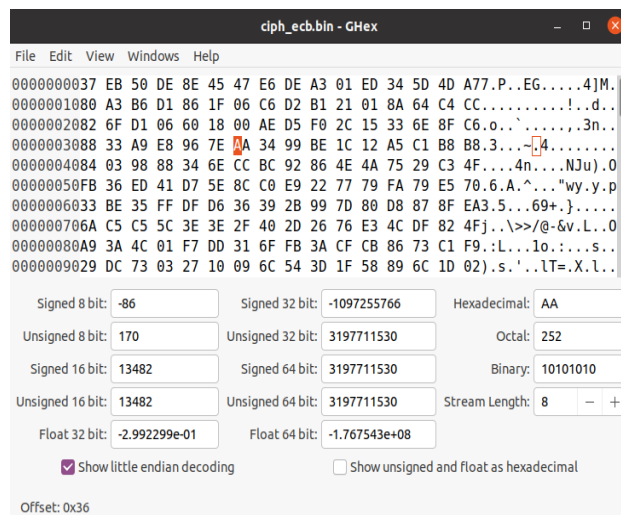 ciph_ecb.bin - GHex
File Edit View Windows Help
0000000037 EB 50 DE 8E 45 47 E6 DE A3 01 ED 34 5D 4D A77.P..EG.....4]M.
0000001080 A3 B6 D1 86 1F 06 C6 D2 B1 21 01 8A 64 C4 CC..........!..d..
0000002082 6F D1 06 60 18 00 AE D5 F0 2C 15 33 6E 8F C6.o..`.....,.3n..
0000003088 33 A9 E8 96 7E AA 34 99 BE 1C 12 A5 C1 B8 B8.3...~.4........
0000004084 03 98 88 34 6E CC BC 92 86 4E 4A 75 29 C3 4F....4n....NJu).O
00000050FB 36 ED 41 D7 5E 8C C0 E9 22 77 79 FA 79 E5 70.6.A.^..."wy.y.p
0000006033 BE 35 FF DF D6 36 39 2B 99 7D 80 D8 87 8F EA3.5...69+.}.....
000000706A C5 C5 5C 3E 3E 2F 40 2D 26 76 E3 4C DF 82 4Fj..\>>/@-&v.L..O
00000080A9 3A 4C 01 F7 DD 31 6F FB 3A CF CB 86 73 C1 F9.:L...1o.:...s..
0000009029 DC 73 03 27 10 09 6C 54 3D 1F 58 89 6C 1D 02).s.'..lT=.X.l..
Signed 8 bit: -86 Signed 32 bit: -1097255766 Hexadecimal: AA
Unsigned 8 bit: 170 Unsigned 32 bit: 3197711530 Octal: 252
Signed 16 bit: 13482 Signed 64 bit: 3197711530 Binary: 10101010
Unsigned 16 bit: 13482 Unsigned 64 bit: 3197711530 Stream Length: 8 − +
Float 32 bit: -2.992299e-01 Float 64 bit: -1.767543e+08
Show little endian decoding Show unsigned and float as hexadecimal
Offset: 0x36